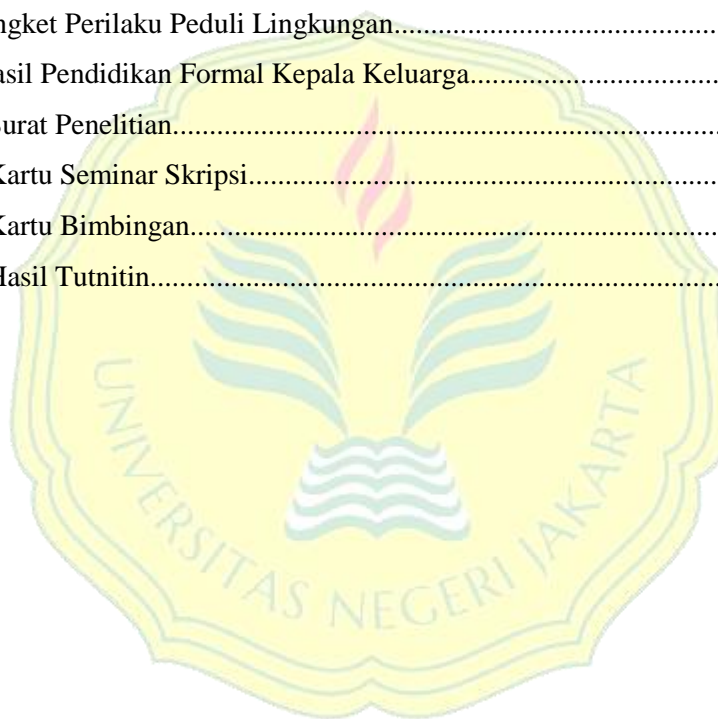 ngket Perilaku Peduli Lingkungan
asil Pendidikan Formal Kepala Keluarga
Surat Penelitian
Kartu Seminar Skripsi
Kartu Bimbingan
Hasil Tutnitin
UNIVERSITAS NEGERI JAKARTA